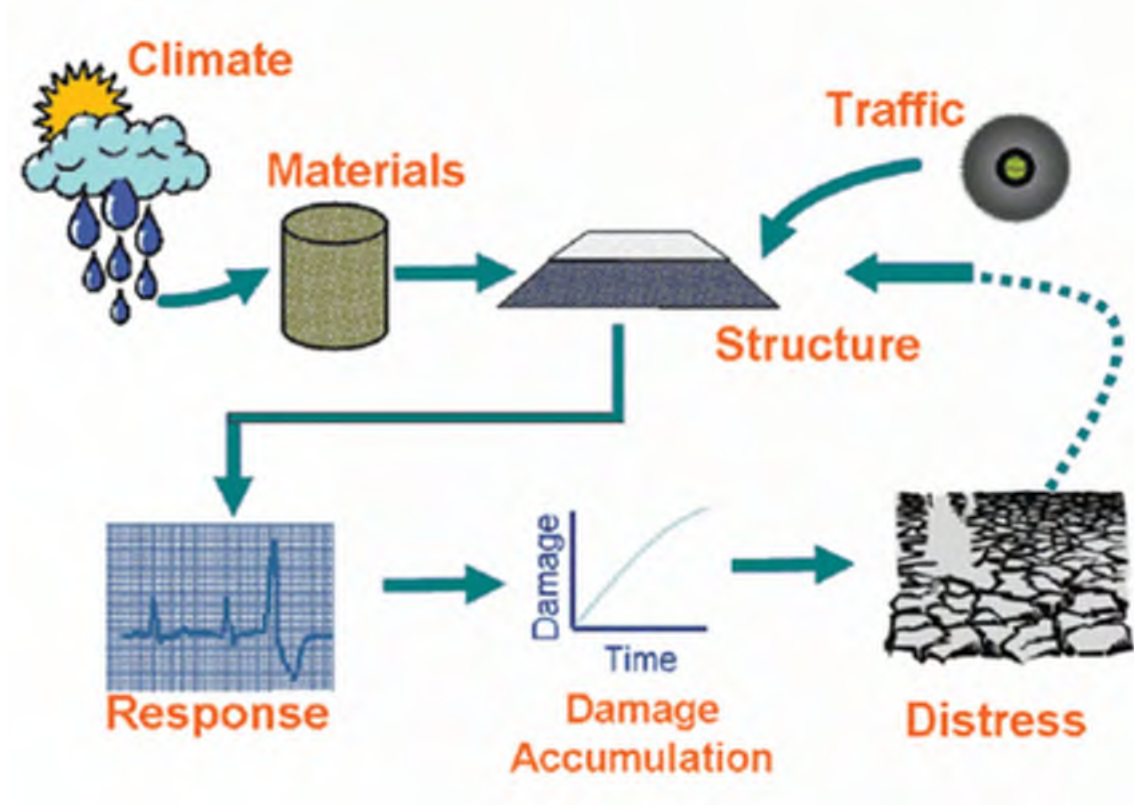 Climate
Traffic
Materials
Structure
Damage
Time
Response
Damage
Accumulation
Distress